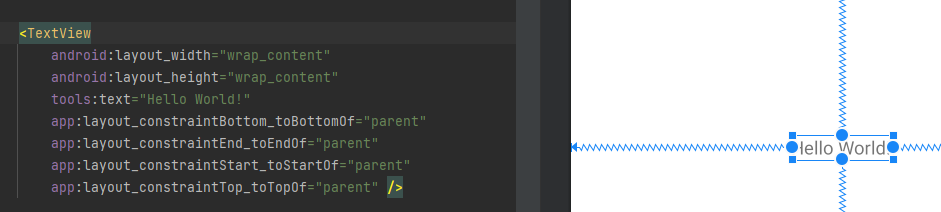 <TextView
android:layout_width="wrap_content"
android:layout_height="wrap_content"
tools:text="Hello World!"
app:layout_constraintBottom_toBottomOf="parent"
app:layout_constraintEnd_toEndOf="parent"
app:layout_constraintStart_toStartOf="parent"
app:layout_constraintTop_toTopOf="parent" />
Hello World